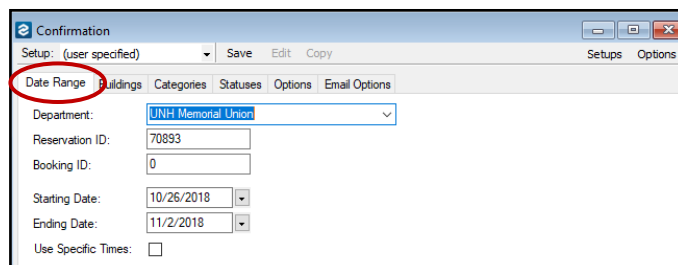 Confirmation
Setup: (user specified) Save Edit Copy Setups Options
Date Range Buildings Categories Statuses Options Email Options
Department: UNH Memorial Union
Reservation ID: 70893
Booking ID: 0
Starting Date: 10/26/2018
Ending Date: 11/2/2018
Use Specific Times: